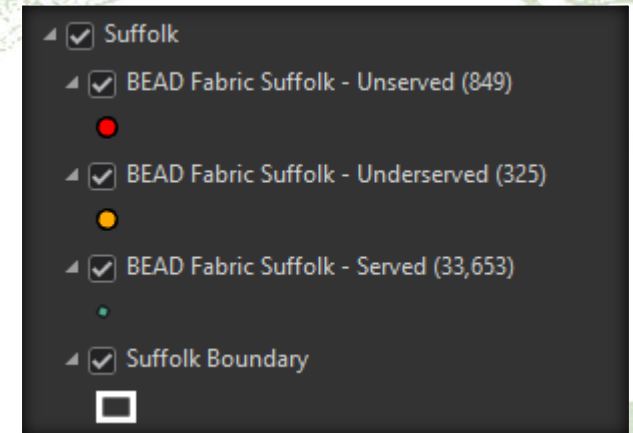 Suffolk
BEAD Fabric Suffolk - Unserved (849)
BEAD Fabric Suffolk - Underserved (325)
BEAD Fabric Suffolk - Served (33,653)
Suffolk Boundary